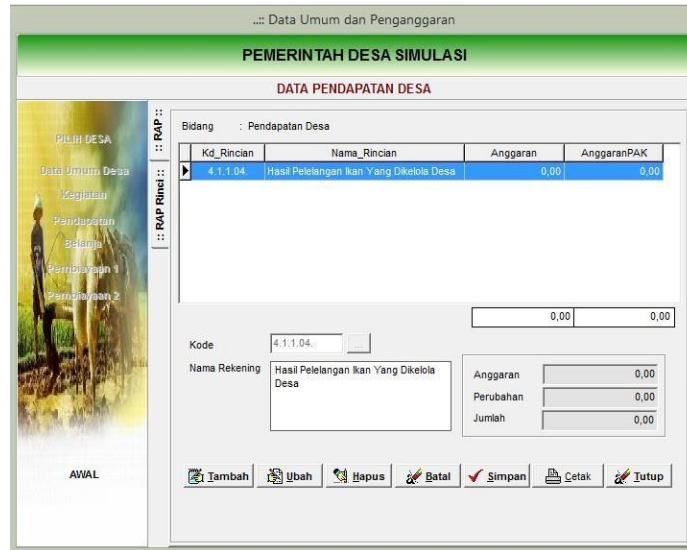 ..:: Data Umum dan Penganggaran
PEMERINTAH DESA SIMULASI
DATA PENDAPATAN DESA
PILIH DESA
Data Umum Desa
Kegiatan
Pendapatan
Belanja
Pembiayaan 1
Pembiayaan 2
AWAL
:: RAP ::
:: RAP Rinci ::
Bidang : Pendapatan Desa
Kd_Rincian Nama_Rincian Anggaran AnggaranPAK
4.1.1.04. Hasil Pelelangan Ikan Yang Dikelola Desa 0,00 0,00
0,00 0,00
Kode 4.1.1.04. ...
Nama Rekening Hasil Pelelangan Ikan Yang Dikelola
Desa
Anggaran 0,00
Perubahan 0,00
Jumlah 0,00
Tambah Ubah Hapus Batal Simpan Cetak Tutup